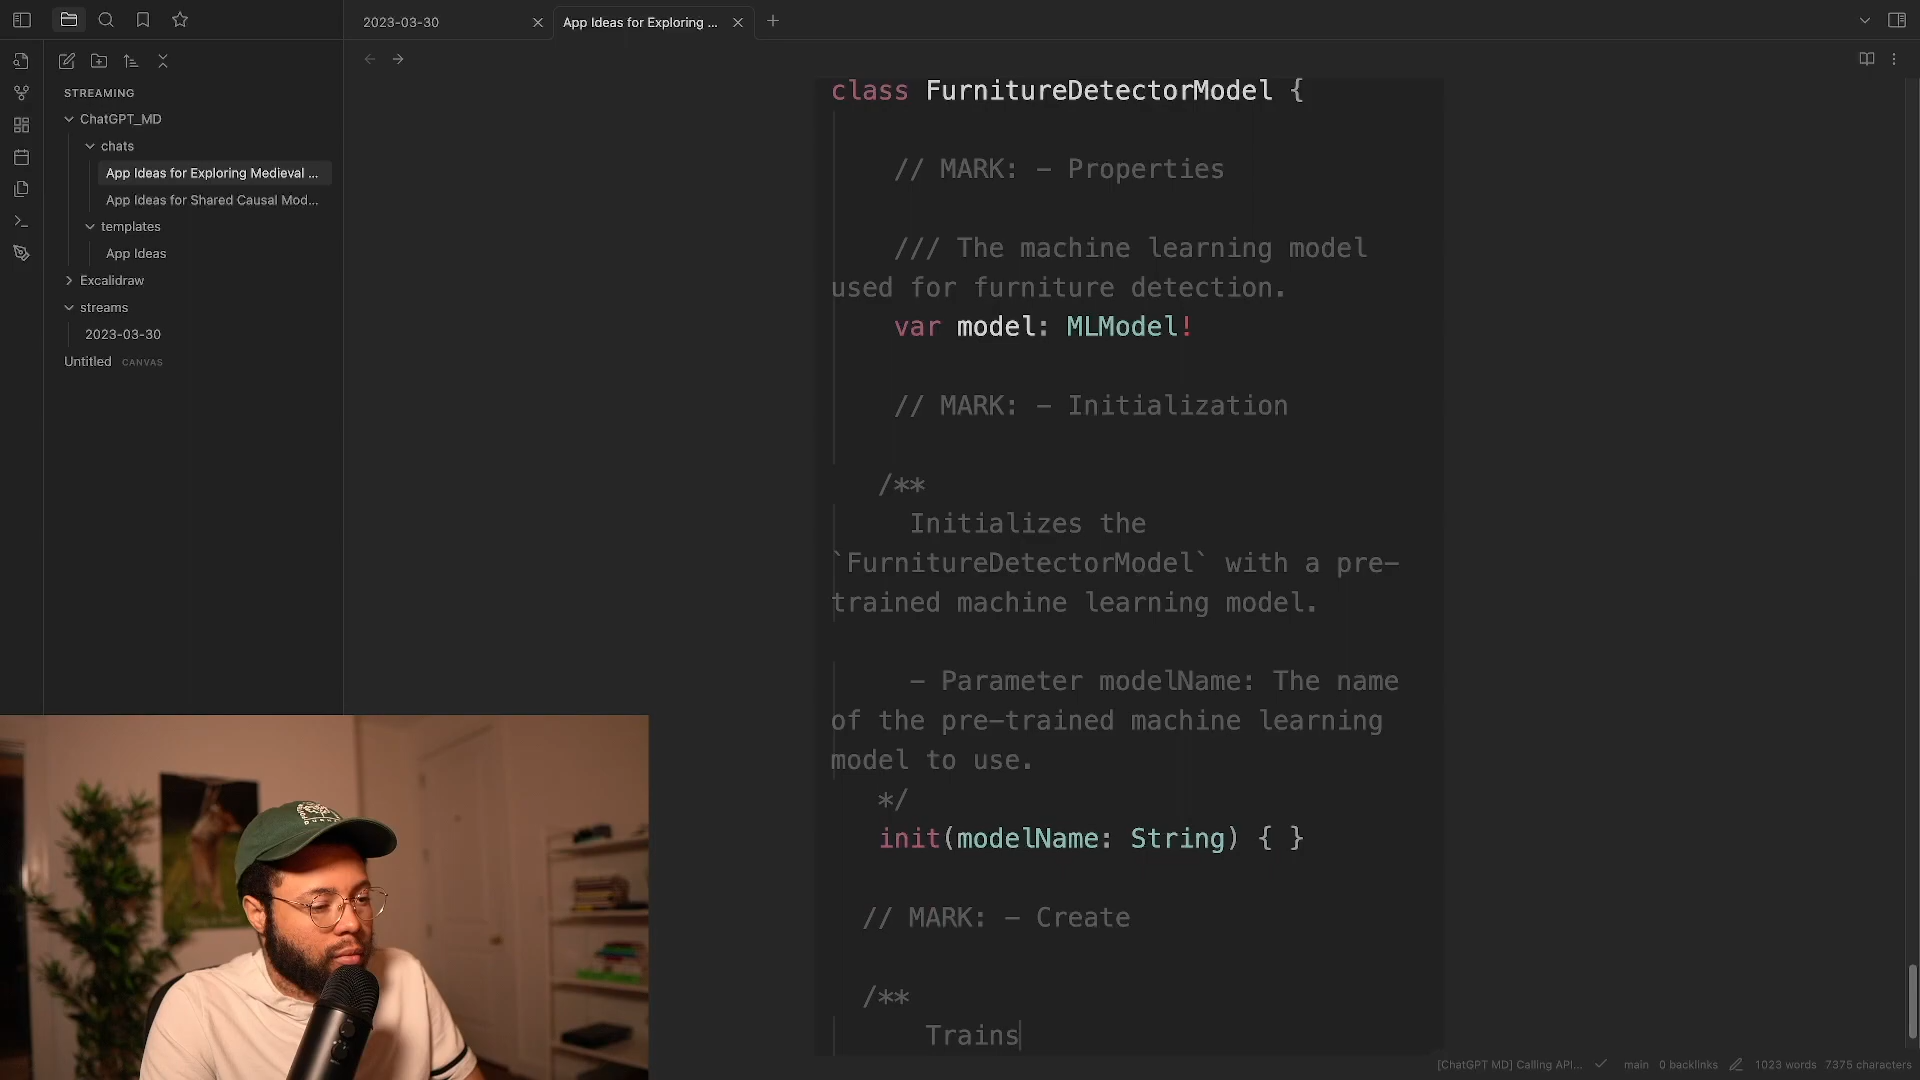 2023-03-30
App Ideas for Exploring ...
STREAMING
ChatGPT_MD
chats
App Ideas for Exploring Medieval ...
App Ideas for Shared Causal Mod...
templates
App Ideas
Excalidraw
streams
2023-03-30
Untitled CANVAS
class FurnitureDetectorModel {
// MARK: - Properties
/// The machine learning model
used for furniture detection.
var model: MLModel!
// MARK: - Initialization
/**
Initializes the
`FurnitureDetectorModel` with a pre-
trained machine learning model.
- Parameter modelName: The name
of the pre-trained machine learning
model to use.
*/
init(modelName: String) { }
// MARK: - Create
/**
Trains
[ChatGPT MD] Calling API... main 0 backlinks 1023 words 7375 characters